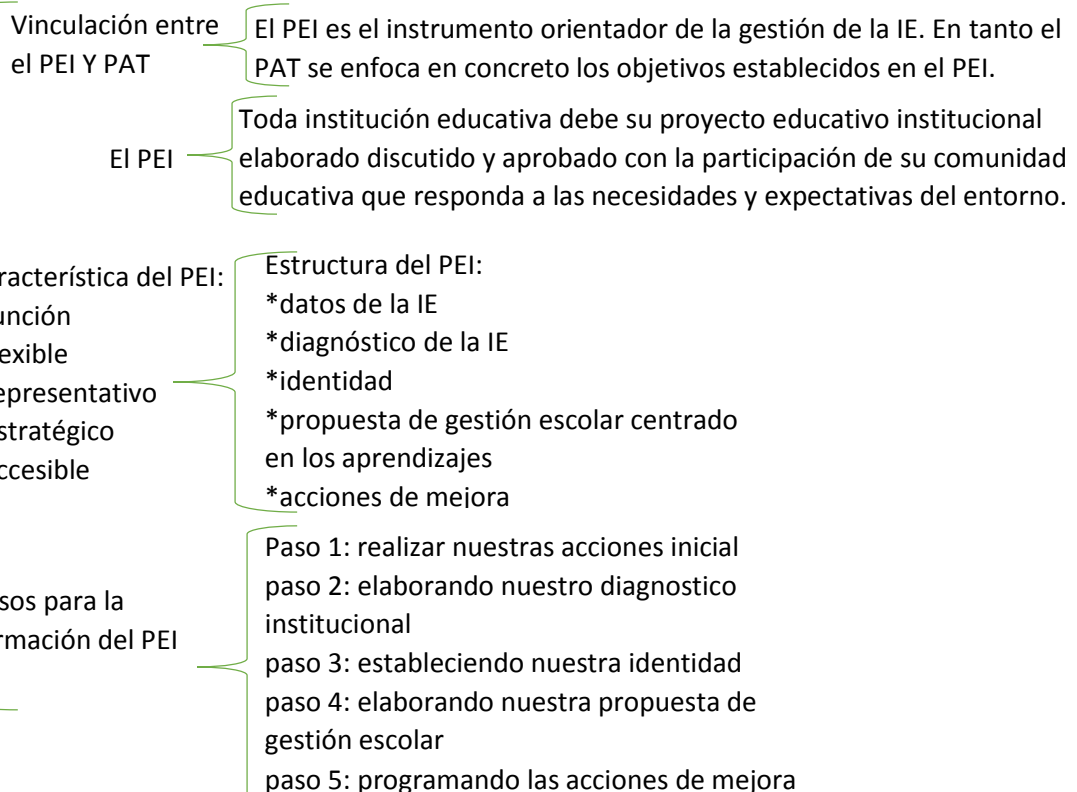 Vinculación entre
el PEI Y PAT
El PEI es el instrumento orientador de la gestión de la IE. En tanto el
PAT se enfoca en concreto los objetivos establecidos en el PEI.
El PEI
Toda institución educativa debe su proyecto educativo institucional
elaborado discutido y aprobado con la participación de su comunidad
educativa que responda a las necesidades y expectativas del entorno.
racterística del PEI:
unción
exible
epresentativo
stratégico
ccesible
Estructura del PEI:
*datos de la IE
*diagnóstico de la IE
*identidad
*propuesta de gestión escolar centrado
en los aprendizajes
*acciones de mejora
sos para la
rmación del PEI
Paso 1: realizar nuestras acciones inicial
paso 2: elaborando nuestro diagnostico
institucional
paso 3: estableciendo nuestra identidad
paso 4: elaborando nuestra propuesta de
gestión escolar
paso 5: programando las acciones de mejora